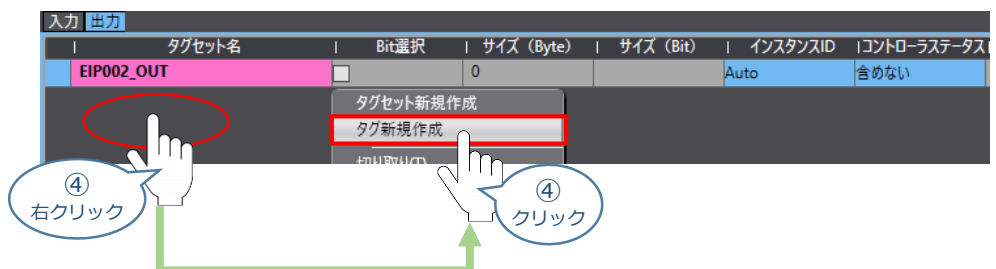 入力 出力
タグセット名 Bit選択 サイズ（Byte） サイズ（Bit） インスタンスID コントローラステータス
EIP002_OUT 0 Auto 含めない
タグセット新規作成
タグ新規作成
④
右クリック
④
クリック